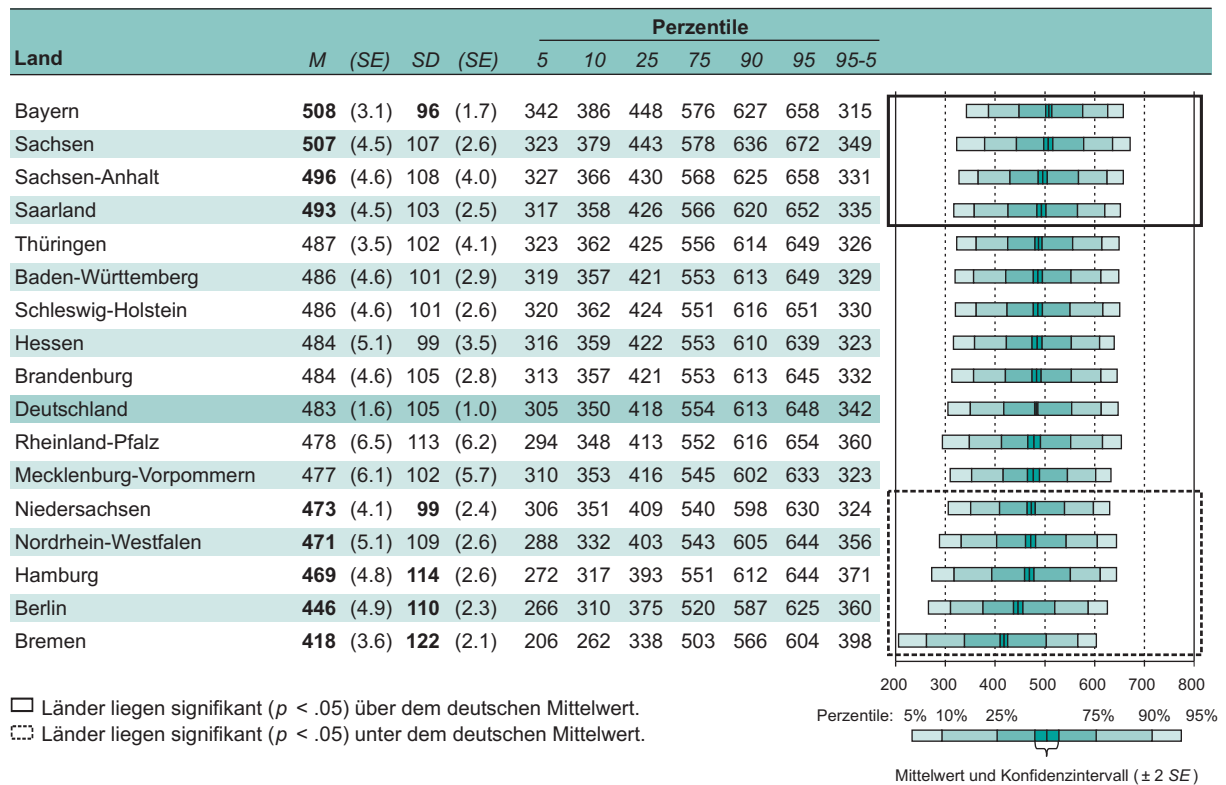 Perzentile
Land M (SE) SD (SE) 5 10 25 75 90 95 95-5
Bayern 508 (3.1) 96 (1.7) 342 386 448 576 627 658 315
Sachsen 507 (4.5) 107 (2.6) 323 379 443 578 636 672 349
Sachsen-Anhalt 496 (4.6) 108 (4.0) 327 366 430 568 625 658 331
Saarland 493 (4.5) 103 (2.5) 317 358 426 566 620 652 335
Thüringen 487 (3.5) 102 (4.1) 323 362 425 556 614 649 326
Baden-Württemberg 486 (4.6) 101 (2.9) 319 357 421 553 613 649 329
Schleswig-Holstein 486 (4.6) 101 (2.6) 320 362 424 551 616 651 330
Hessen 484 (5.1) 99 (3.5) 316 359 422 553 610 639 323
Brandenburg 484 (4.6) 105 (2.8) 313 357 421 553 613 645 332
Deutschland 483 (1.6) 105 (1.0) 305 350 418 554 613 648 342
Rheinland-Pfalz 478 (6.5) 113 (6.2) 294 348 413 552 616 654 360
Mecklenburg-Vorpommern 477 (6.1) 102 (5.7) 310 353 416 545 602 633 323
Niedersachsen 473 (4.1) 99 (2.4) 306 351 409 540 598 630 324
Nordrhein-Westfalen 471 (5.1) 109 (2.6) 288 332 403 543 605 644 356
Hamburg 469 (4.8) 114 (2.6) 272 317 393 551 612 644 371
Berlin 446 (4.9) 110 (2.3) 266 310 375 520 587 625 360
Bremen 418 (3.6) 122 (2.1) 206 262 338 503 566 604 398
200 300 400 500 600 700 800
Länder liegen signifikant (p < .05) über dem deutschen Mittelwert.
Länder liegen signifikant (p < .05) unter dem deutschen Mittelwert.
Perzentile: 5% 10% 25% 75% 90% 95%
Mittelwert und Konfidenzintervall (± 2 SE)